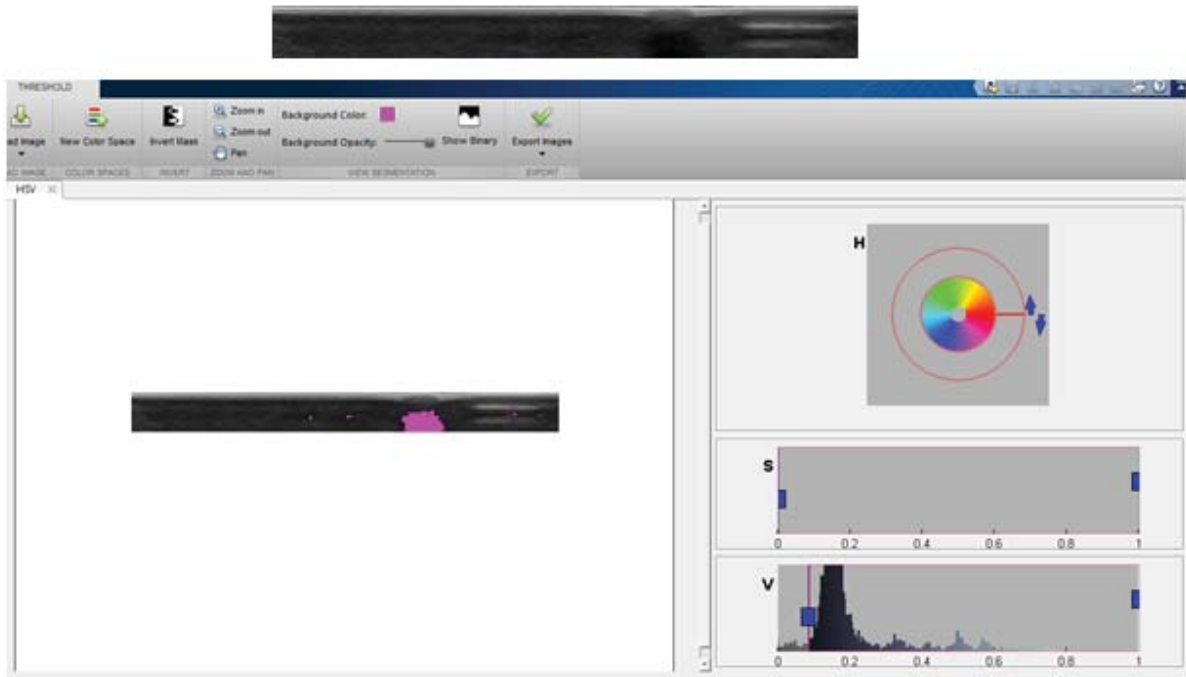 THRESHOLD
ad Image
New Color Space
Invert Mask
Zoom in
Zoom out
Pan
Background Color:
Background Opacity:
Show Binary
Export Images
AD IMAGE
COLOR SPACES
INVERT
ZOOM AND PAN
VIEW SEGMENTATION
EXPORT
HSV
H
S
0 0.2 0.4 0.6 0.8 1
V
0 0.2 0.4 0.6 0.8 1